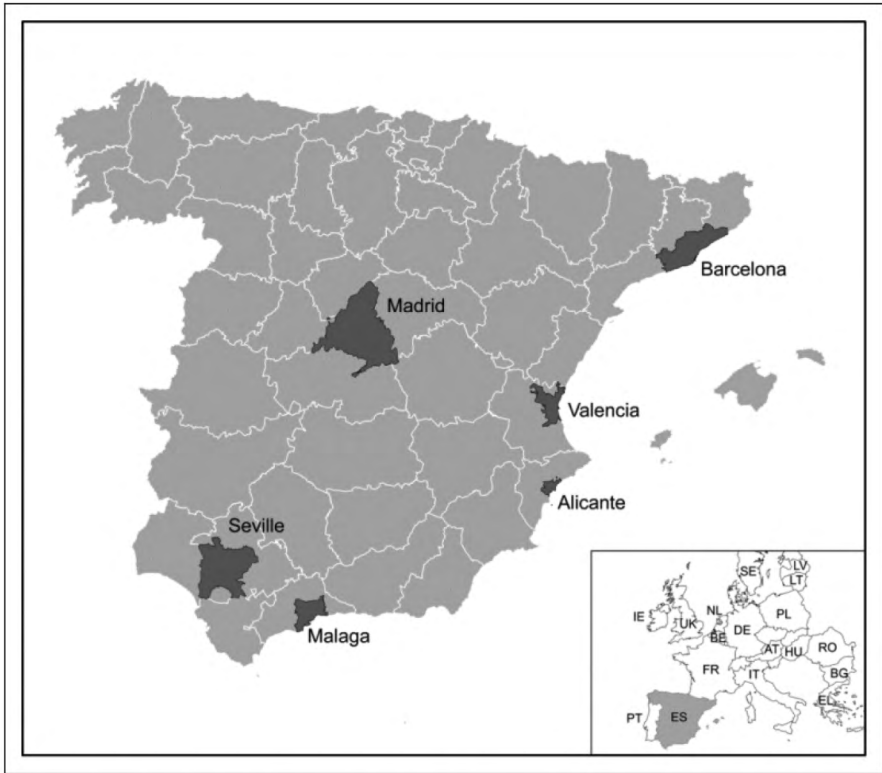 Barcelona
Madrid
Valencia
Alicante
Seville
Malaga
SE
LV
LT
IE
UK
NL
BE
DE
PL
FR
AT
HU
RO
IT
BG
EL
PT
ES